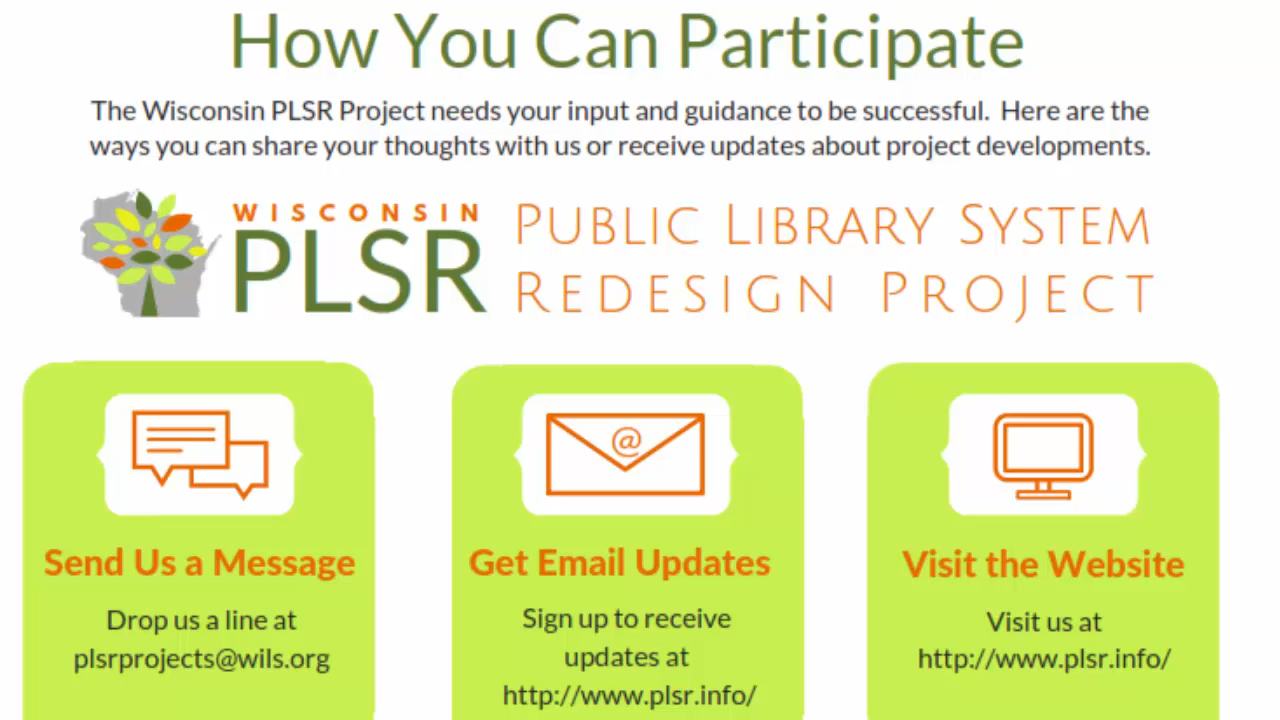 How You Can Participate
The Wisconsin PLSR Project needs your input and guidance to be successful.  Here are the
ways you can share your thoughts with us or receive updates about project developments.
WISCONSIN
PLSR
PUBLIC LIBRARY SYSTEM
REDESIGN PROJECT
@
Send Us a Message
Drop us a line at
plsrprojects@wils.org
Get Email Updates
Sign up to receive
updates at
http://www.plsr.info/
Visit the Website
Visit us at
http://www.plsr.info/